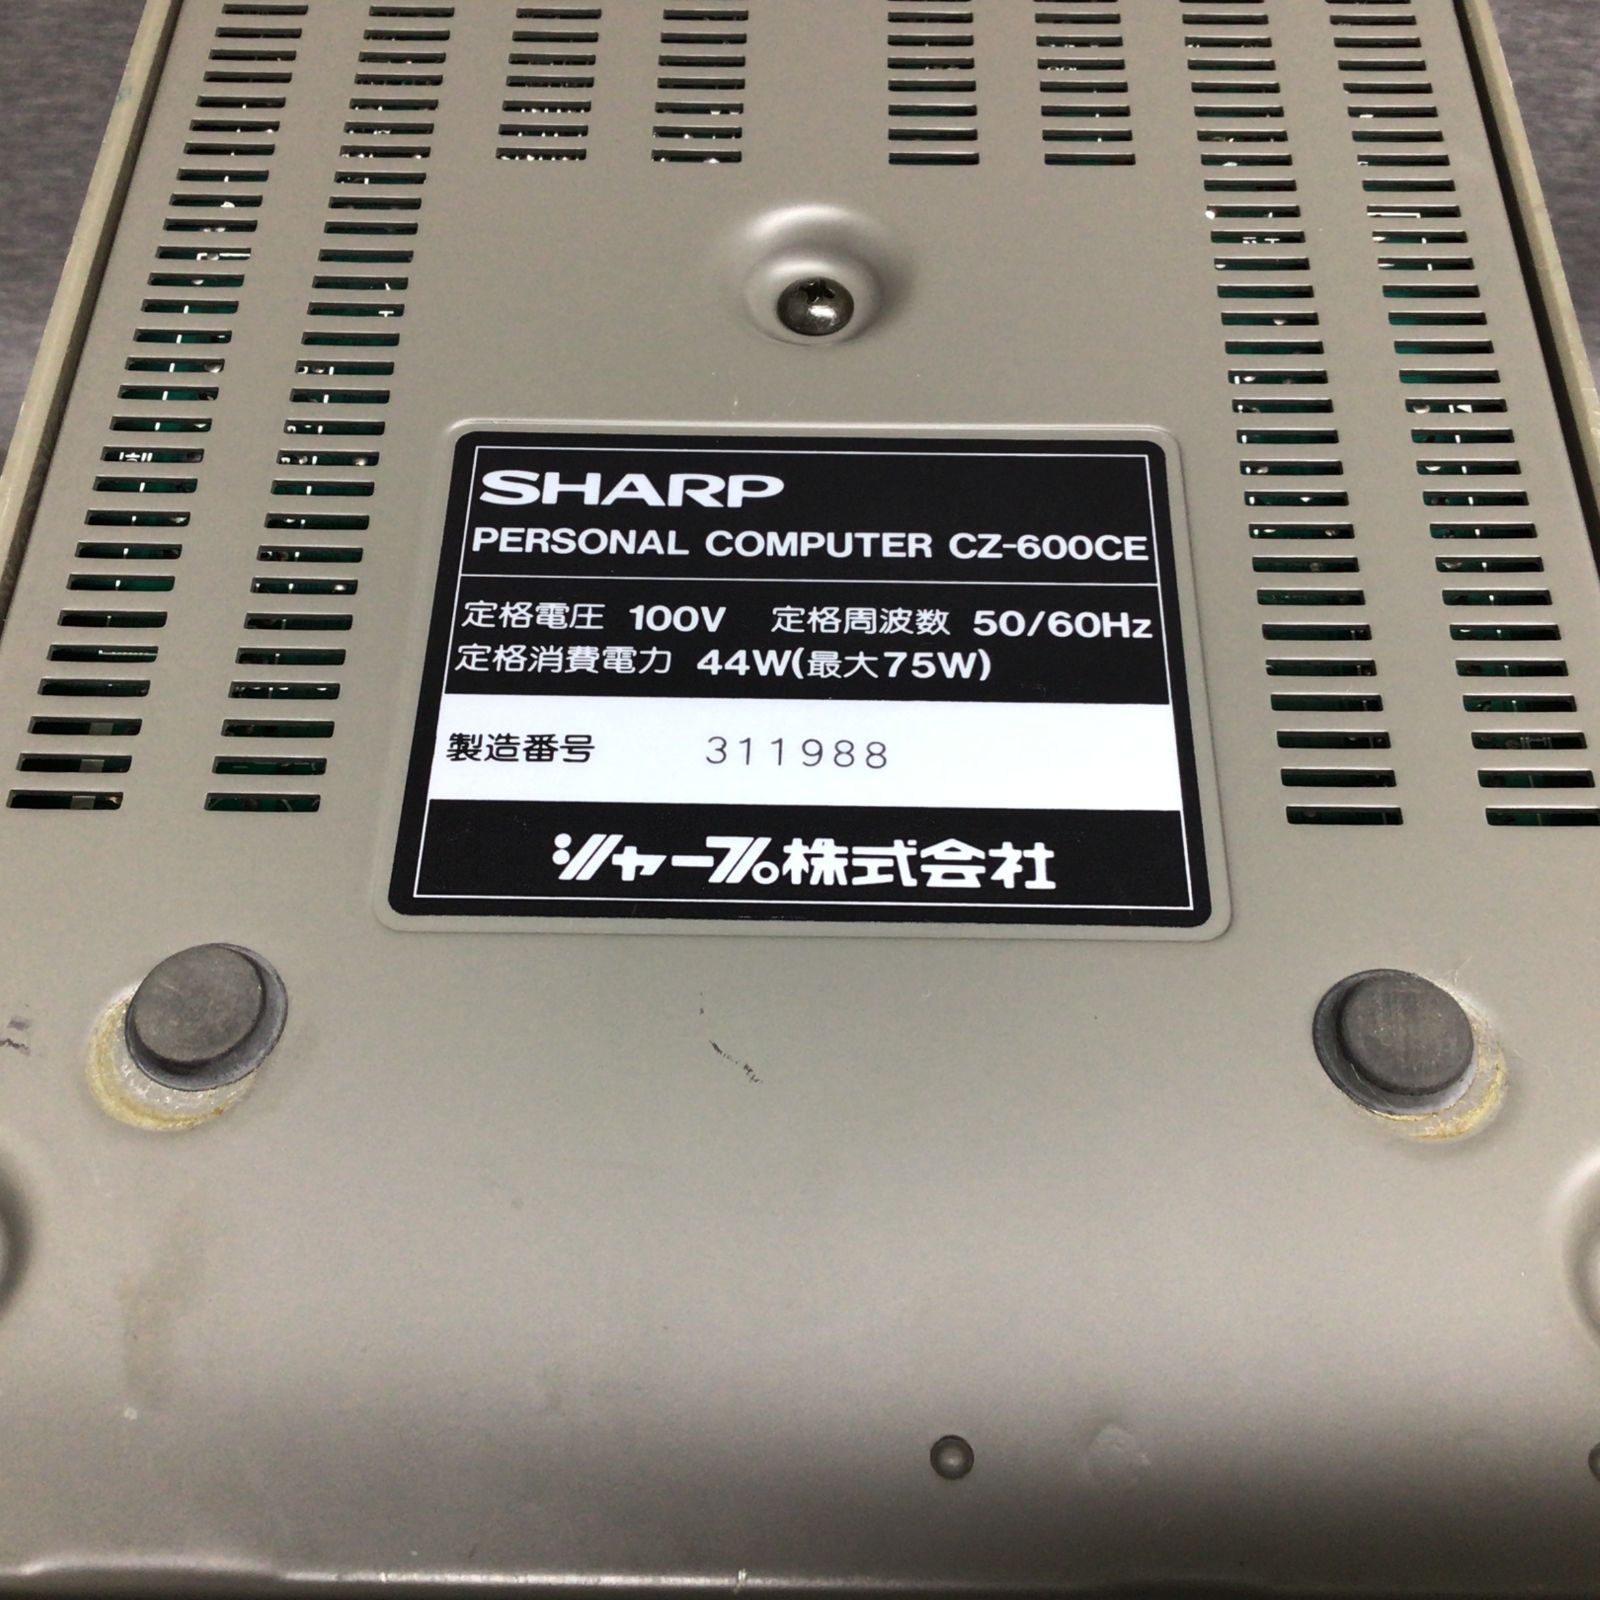 SHARP
PERSONAL COMPUTER CZ-600CE
定格電圧 100V 定格周波数 50/60Hz
定格消費電力 44W(最大75W)
製造番号 311988
シャープ株式会社